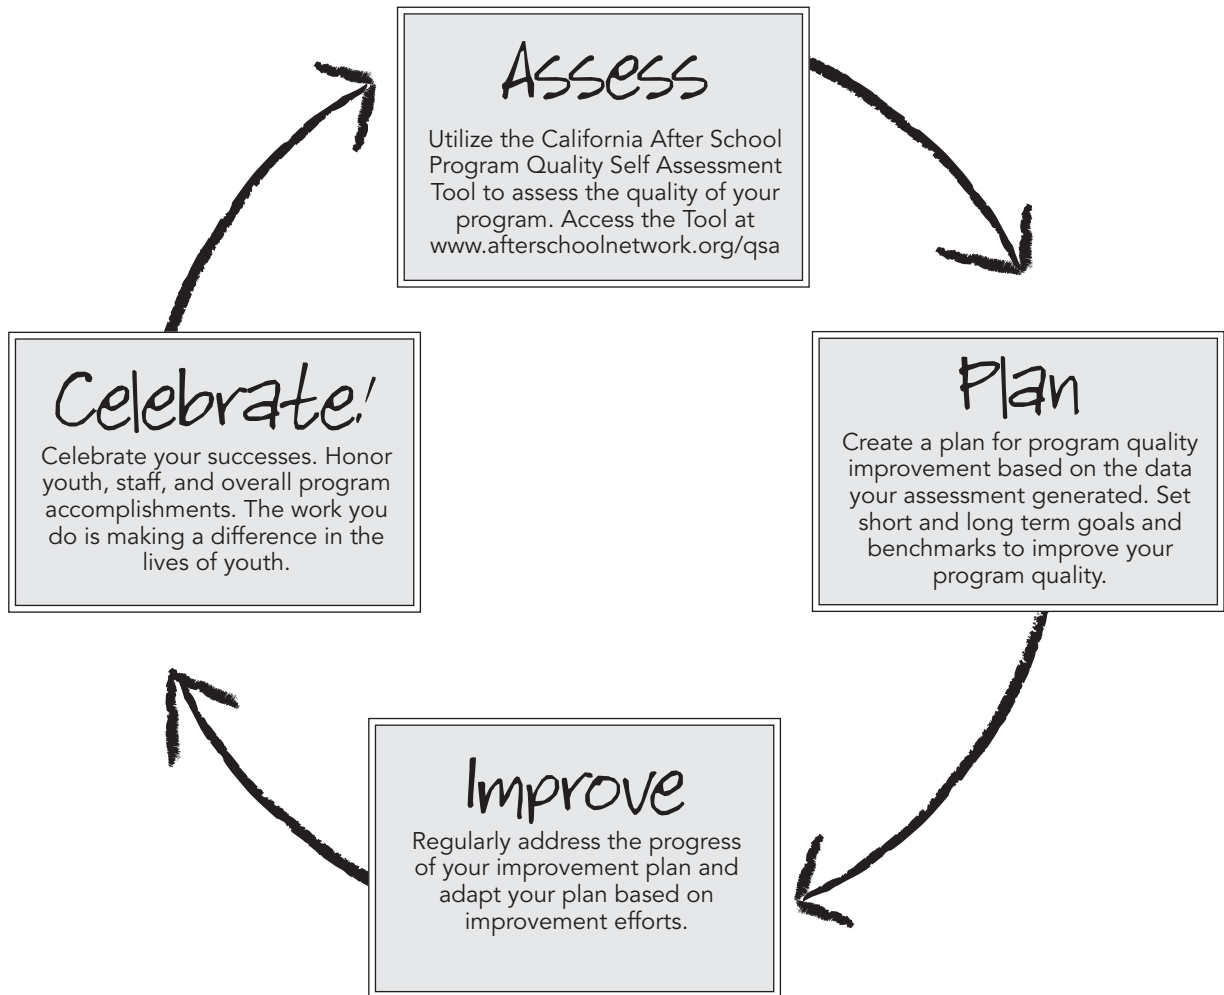 Assess
Utilize the California After School
Program Quality Self Assessment
Tool to assess the quality of your
program. Access the Tool at
www.afterschoolnetwork.org/qsa
Plan
Create a plan for program quality
improvement based on the data
your assessment generated. Set
short and long term goals and
benchmarks to improve your
program quality.
Improve
Regularly address the progress
of your improvement plan and
adapt your plan based on
improvement efforts.
Celebrate!
Celebrate your successes. Honor
youth, staff, and overall program
accomplishments. The work you
do is making a difference in the
lives of youth.